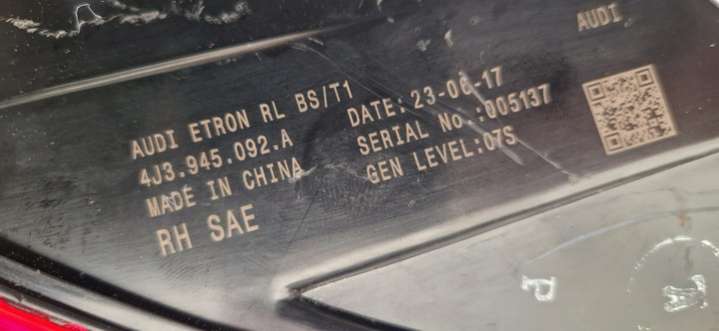 AUDI
AUDI ETRON RL BS/T1
4J3.945.092.A
MADE IN CHINA
RH SAE
DATE:23-06-17
SERIAL No.:005137
GEN LEVEL:07S
P
M